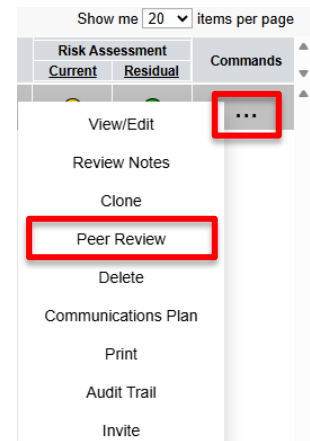 Show me 20 items per page
Risk Assessment
Commands
Current Residual
...
View/Edit
Review Notes
Clone
Peer Review
Delete
Communications Plan
Print
Audit Trail
Invite